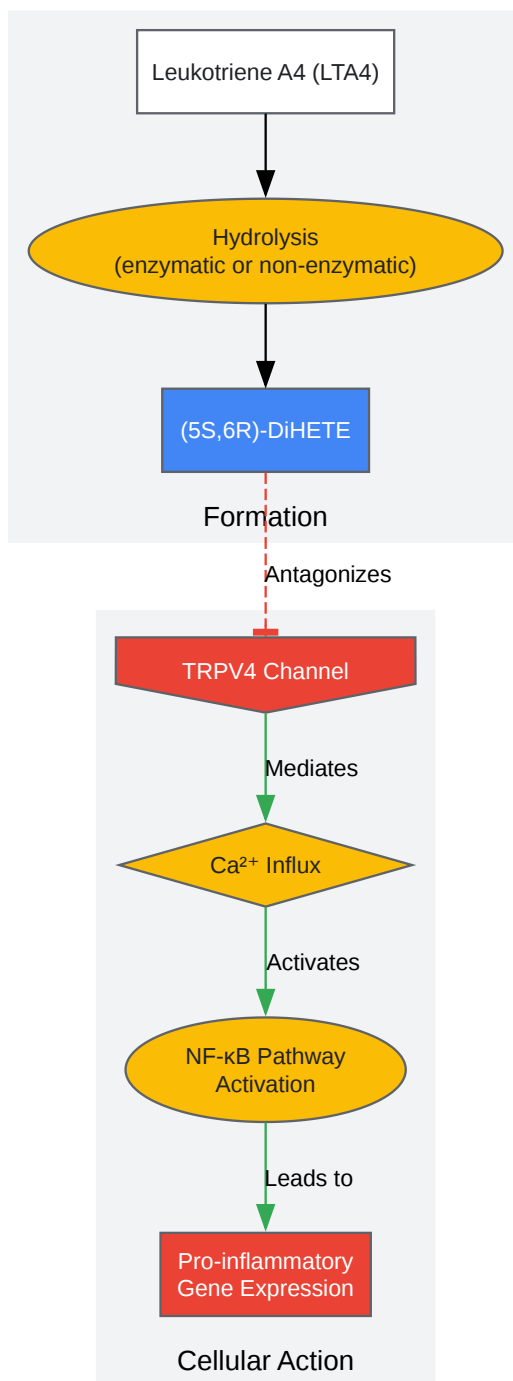 Leukotriene A4 (LTA4)
Hydrolysis
(enzymatic or non-enzymatic)
(5S,6R)-DiHETE
Formation
Antagonizes
TRPV4 Channel
Mediates
Ca²⁺ Influx
Activates
NF-κB Pathway
Activation
Leads to
Pro-inflammatory
Gene Expression
Cellular Action